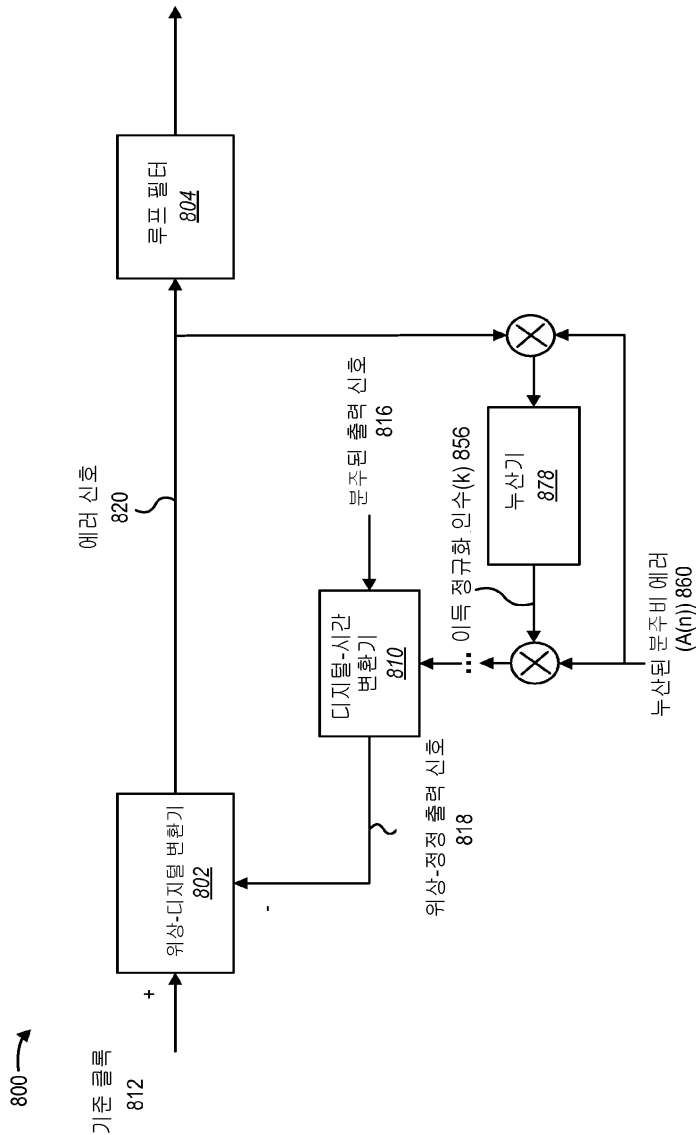 800
기준 클록
812
+
위상-디지털 변환기
802
-
에러 신호
820
루프 필터
804
디지털-시간
변환기
810
분주된 출력 신호
816
위상-정정 출력 신호
818
이득 정규화 인수(k) 856
누산기
878
...
누산된 분주비 에러
(A(n)) 860